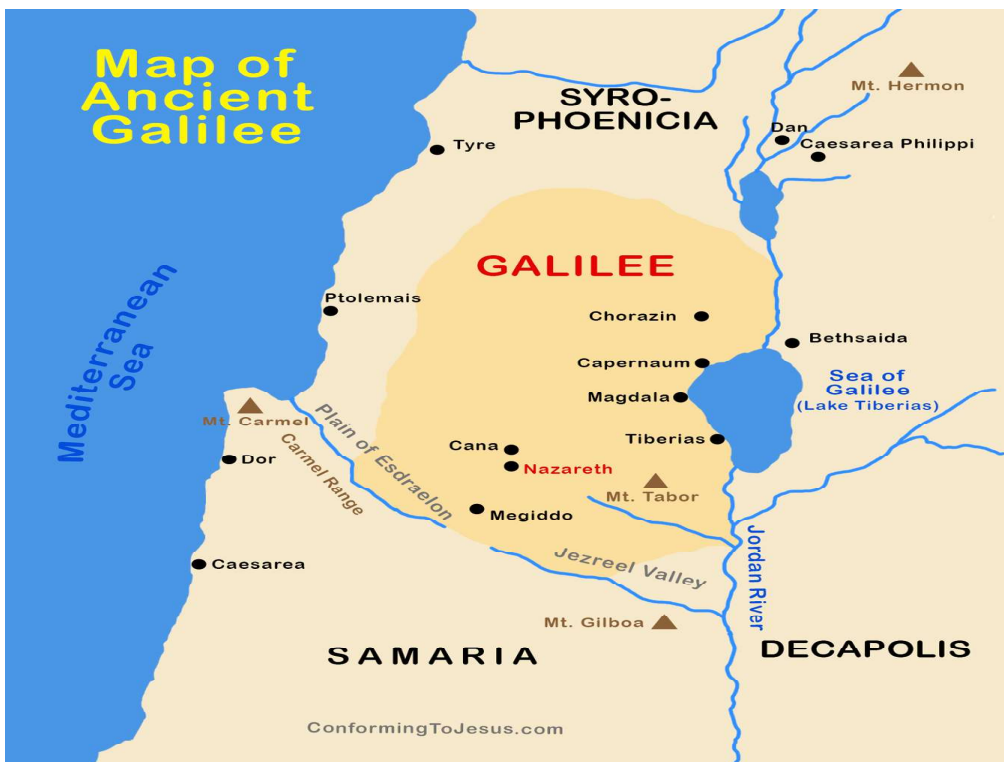 Map of
Ancient
Galilee
SYRO-
PHOENICIA
Mt. Hermon
Dan
Caesarea Philippi
Tyre
GALILEE
Mediterranean
Sea
Ptolemais
Chorazin
Bethsaida
Capernaum
Sea of
Galilee
(Lake Tiberias)
Magdala
Mt. Carmel
Carmel Range
Plain of Esdraelon
Tiberias
Cana
Nazareth
Dor
Mt. Tabor
Megiddo
Jordan River
Caesarea
Jezreel Valley
Mt. Gilboa
SAMARIA
DECAPOLIS
ConformingToJesus.com